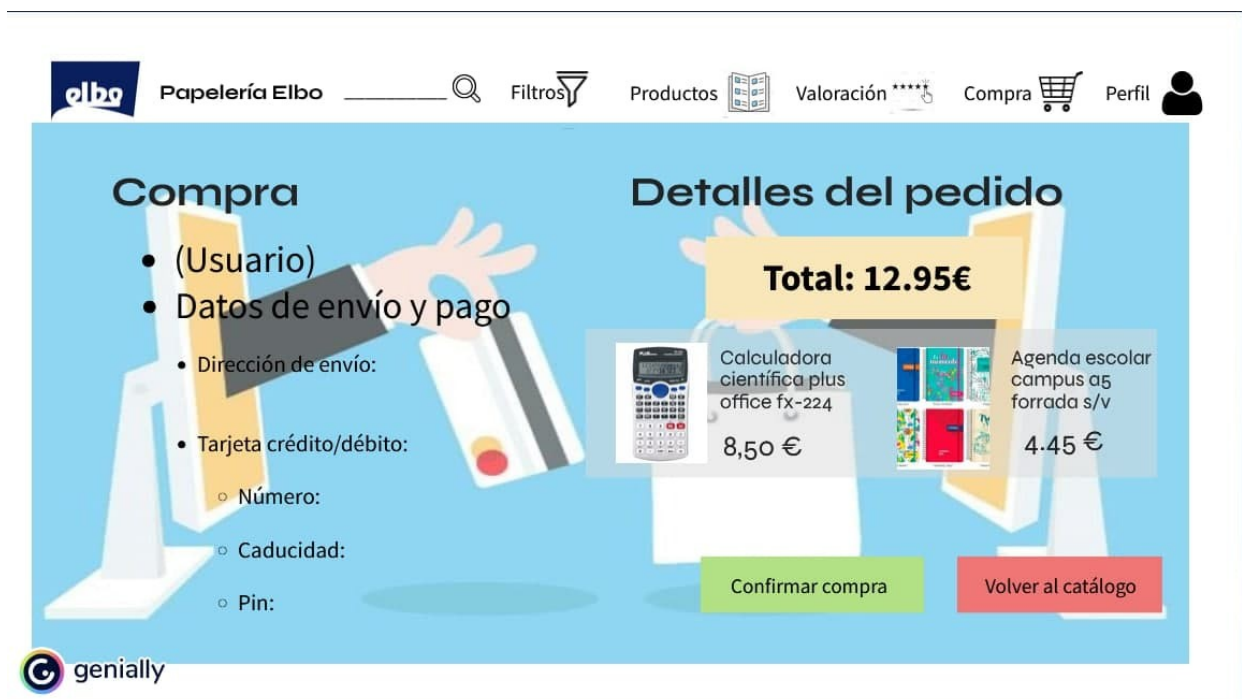 elbo
Papelería Elbo
Filtros
Productos
Valoración *****
Compra
Perfil
Compra
(Usuario)
Datos de envío y pago
Dirección de envío:
Tarjeta crédito/débito:
Número:
Caducidad:
Pin:
Detalles del pedido
Total: 12.95€
Calculadora
científica plus
office fx-224
8,50 €
Agenda escolar
campus a5
forrada s/v
4.45 €
Confirmar compra
Volver al catálogo
genially